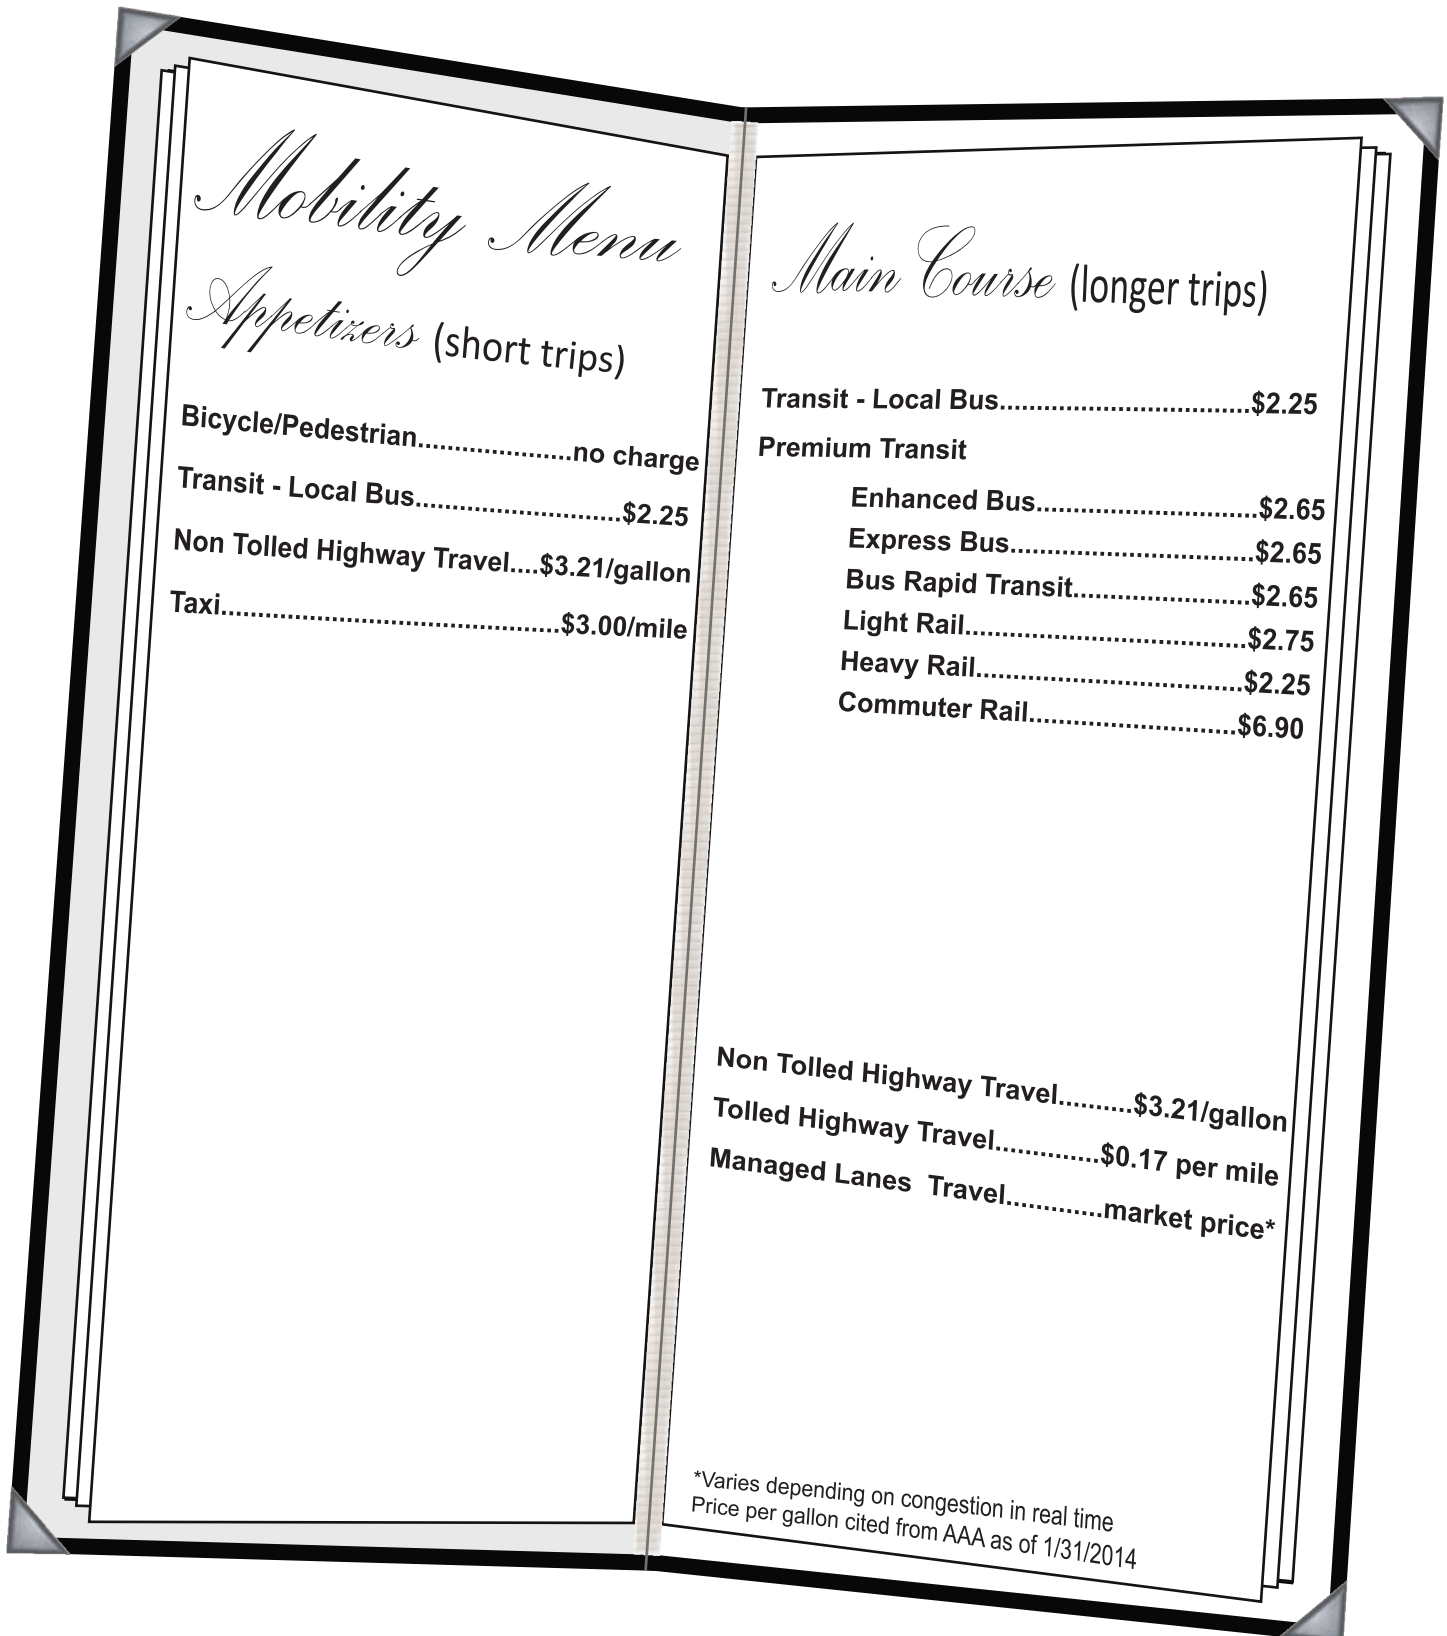 Mobility Menu
Appetizers (short trips)
Bicycle/Pedestrian.....................no charge
Transit - Local Bus............................$2.25
Non Tolled Highway Travel....$3.21/gallon
Taxi..............................................$3.00/mile
Main Course (longer trips)
Transit - Local Bus..................................$2.25
Premium Transit
Enhanced Bus..............................$2.65
Express Bus.................................$2.65
Bus Rapid Transit........................$2.65
Light Rail......................................$2.75
Heavy Rail....................................$2.25
Commuter Rail............................$6.90
Non Tolled Highway Travel..........$3.21/gallon
Tolled Highway Travel..............$0.17 per mile
Managed Lanes  Travel.............market price*
*Varies depending on congestion in real time
Price per gallon cited from AAA as of 1/31/2014